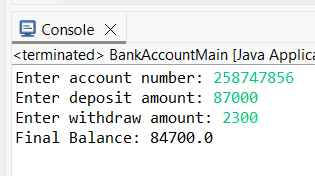 Console
<terminated> BankAccountMain [Java Applic
Enter account number: 258747856
Enter deposit amount: 87000
Enter withdraw amount: 2300
Final Balance: 84700.0